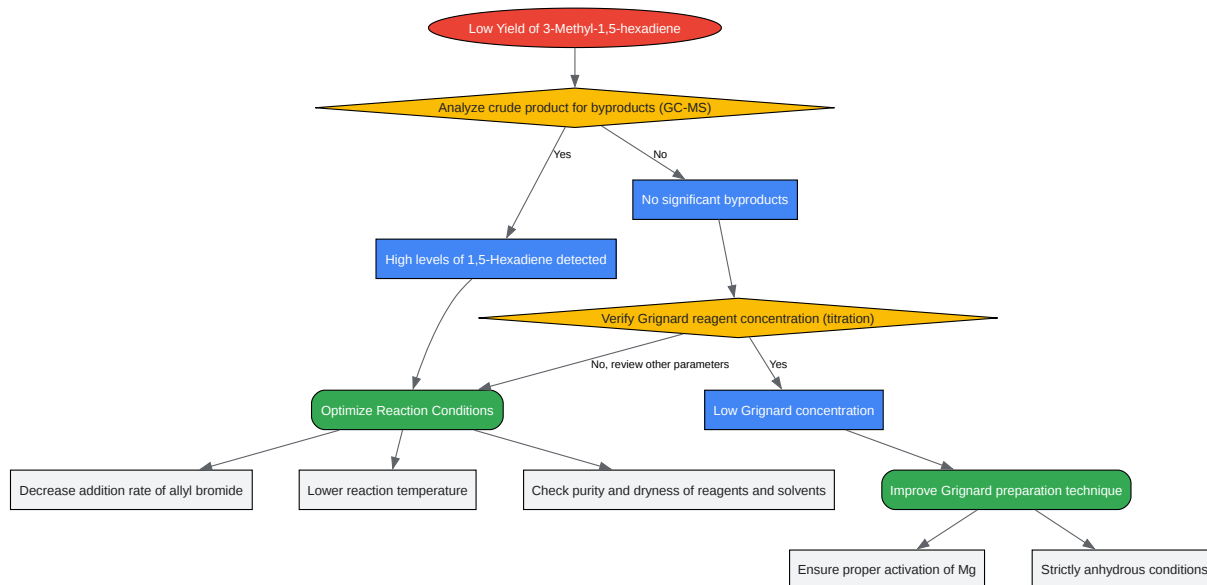 Low Yield of 3-Methyl-1,5-hexadiene
Analyze crude product for byproducts (GC-MS)
Yes
No
No significant byproducts
High levels of 1,5-Hexadiene detected
Verify Grignard reagent concentration (titration)
No, review other parameters
Yes
Optimize Reaction Conditions
Low Grignard concentration
Decrease addition rate of allyl bromide
Lower reaction temperature
Check purity and dryness of reagents and solvents
Improve Grignard preparation technique
Ensure proper activation of Mg
Strictly anhydrous conditions